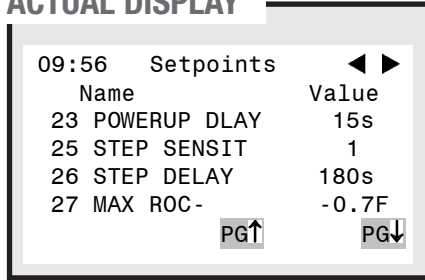 ACTUAL DISPLAY
09:56 Setpoints ◀ ▶
Name Value
23 POWERUP DLAY 15s
25 STEP SENSIT 1
26 STEP DELAY 180s
27 MAX ROC- -0.7F
PG↑ PG↓